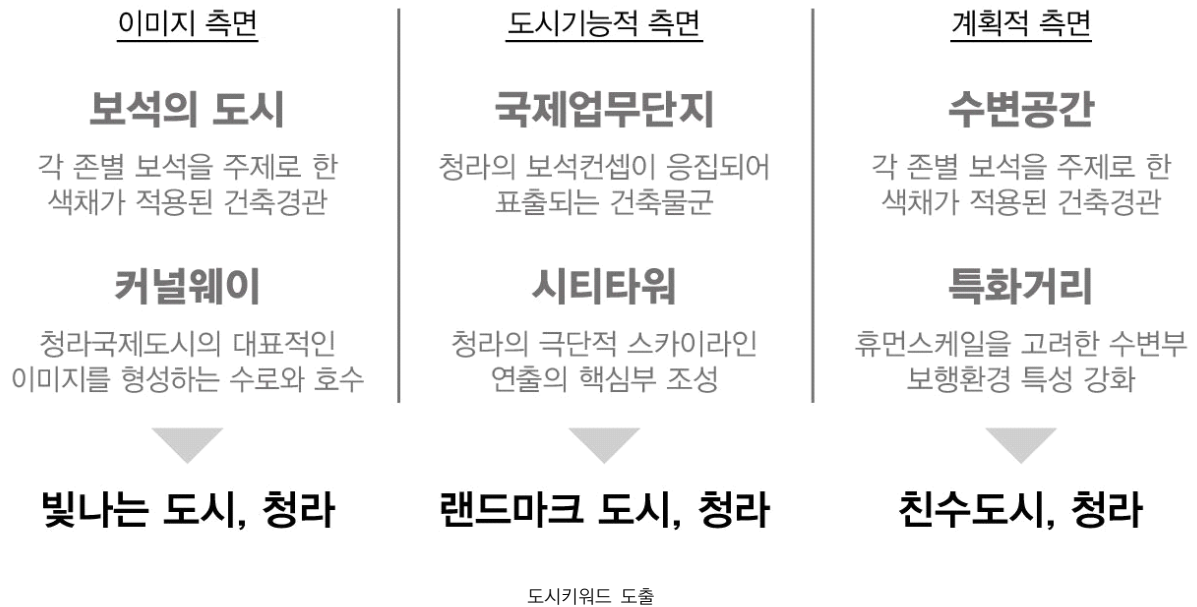 이미지 측면
보석의 도시
각 존별 보석을 주제로 한
색채가 적용된 건축경관
커널웨이
청라국제도시의 대표적인
이미지를 형성하는 수로와 호수
빛나는 도시, 청라
도시기능적 측면
국제업무단지
청라의 보석컨셉이 응집되어
표출되는 건축물군
시티타워
청라의 극단적 스카이라인
연출의 핵심부 조성
랜드마크 도시, 청라
계획적 측면
수변공간
각 존별 보석을 주제로 한
색채가 적용된 건축경관
특화거리
휴먼스케일을 고려한 수변부
보행환경 특성 강화
친수도시, 청라
도시키워드 도출